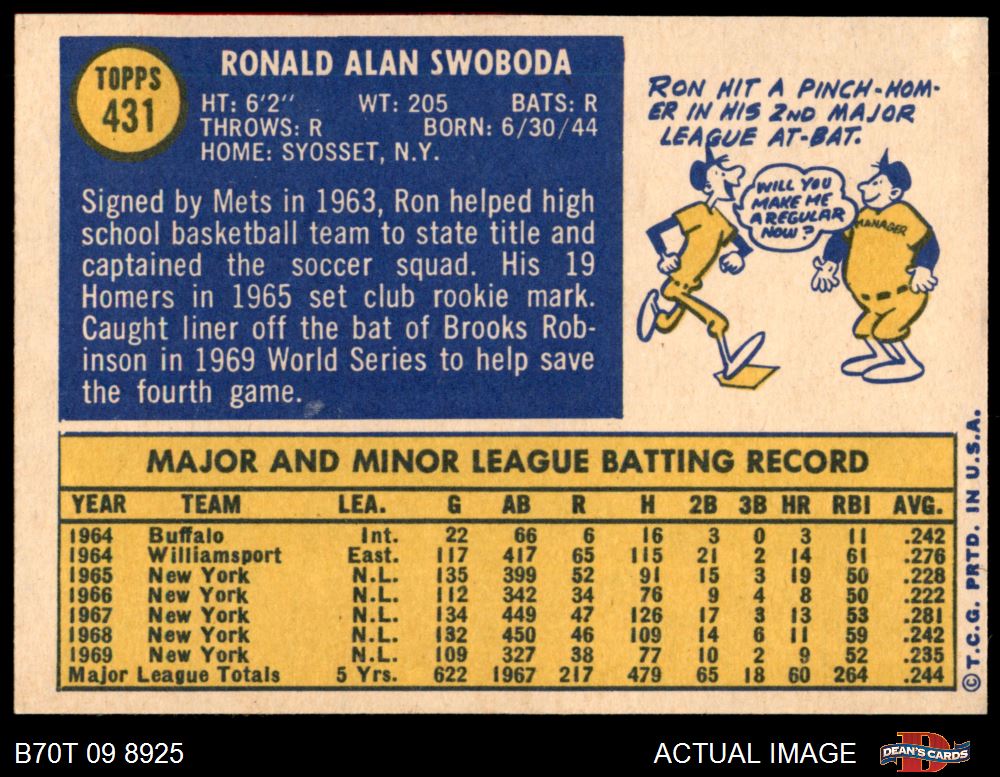 TOPPS
431
RONALD ALAN SWOBODA
HT: 6'2" WT: 205 BATS: R
THROWS: R BORN: 6/30/44
HOME: SYOSSET, N.Y.
Signed by Mets in 1963, Ron helped high
school basketball team to state title and
captained the soccer squad. His 19
Homers in 1965 set club rookie mark.
Caught liner off the bat of Brooks Rob-
inson in 1969 World Series to help save
the fourth game.
RON HIT A PINCH-HOM-
ER IN HIS 2ND MAJOR
LEAGUE AT-BAT.
WILL YOU
MAKE ME
A REGULAR
NOW?
MANAGER
MAJOR AND MINOR LEAGUE BATTING RECORD
YEAR TEAM LEA. G AB R H 2B 3B HR RBI AVG.
1964 Buffalo Int. 22 66 6 16 3 0 3 11 .242
1964 Williamsport East. 117 417 65 115 21 2 14 61 .276
1965 New York N.L. 135 399 52 91 15 3 19 50 .228
1966 New York N.L. 112 342 34 76 9 4 8 50 .222
1967 New York N.L. 134 449 47 126 17 3 13 53 .281
1968 New York N.L. 132 450 46 109 14 6 11 59 .242
1969 New York N.L. 109 327 38 77 10 2 9 52 .235
Major League Totals 5 Yrs. 622 1967 217 479 65 18 60 264 .244
©T.C.G. PRTD. IN U.S.A.
B70T 09 8925
ACTUAL IMAGE
DEAN'S CARDS